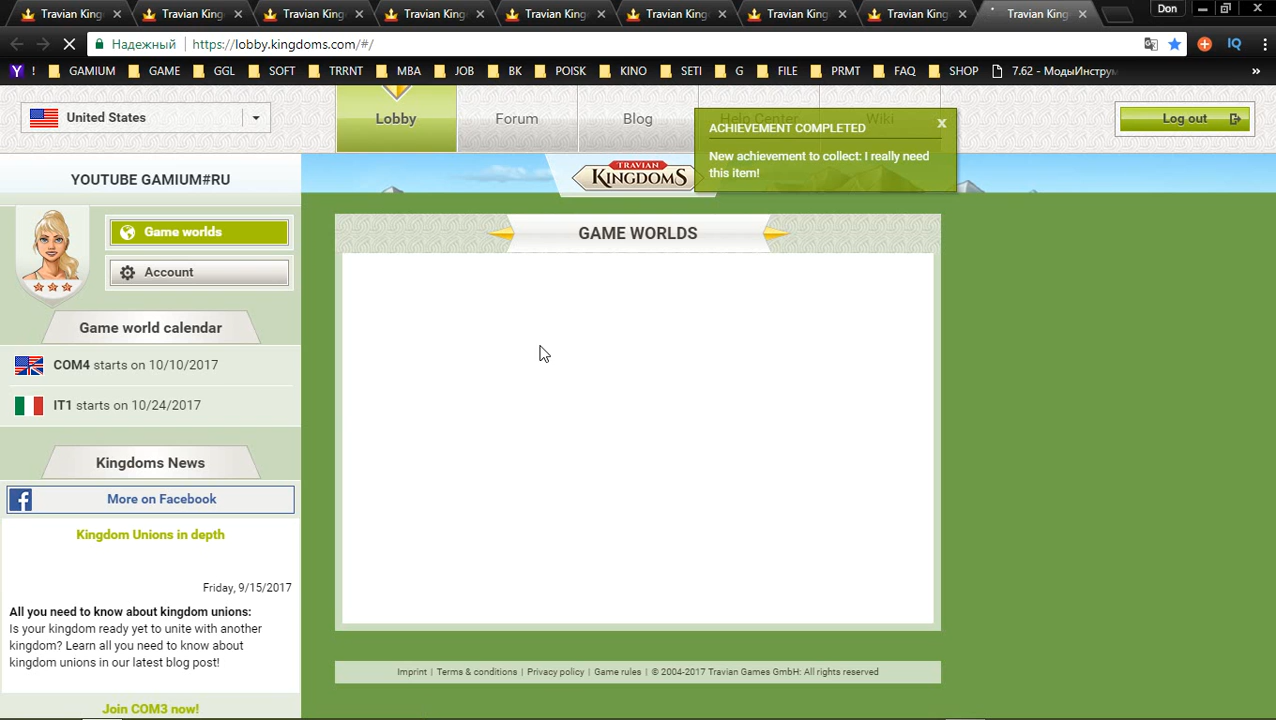 Travian King
Travian King
Travian King
Travian King
Travian King
Travian King
Travian King
Travian King
Travian King
Don
Надежный
https://lobby.kingdoms.com/#/
IQ
Y !
GAMIUM
GAME
GGL
SOFT
TRRNT
MBA
JOB
BK
POISK
KINO
SETI
G
FILE
PRMT
FAQ
SHOP
7.62 - МодыИнструм
»
United States
Lobby
Forum
Blog
Help Center
Wiki
Log out
ACHIEVEMENT COMPLETED
x
New achievement to collect: I really need
this item!
TRAVIAN
KINGDOMS
YOUTUBE GAMIUM#RU
Game worlds
Account
GAME WORLDS
Game world calendar
COM4 starts on 10/10/2017
IT1 starts on 10/24/2017
Kingdoms News
f
More on Facebook
Kingdom Unions in depth
Friday, 9/15/2017
All you need to know about kingdom unions:
Is your kingdom ready yet to unite with another
kingdom? Learn all you need to know about
kingdom unions in our latest blog post!
Join COM3 now!
Imprint | Terms & conditions | Privacy policy | Game rules | © 2004-2017 Travian Games GmbH: All rights reserved